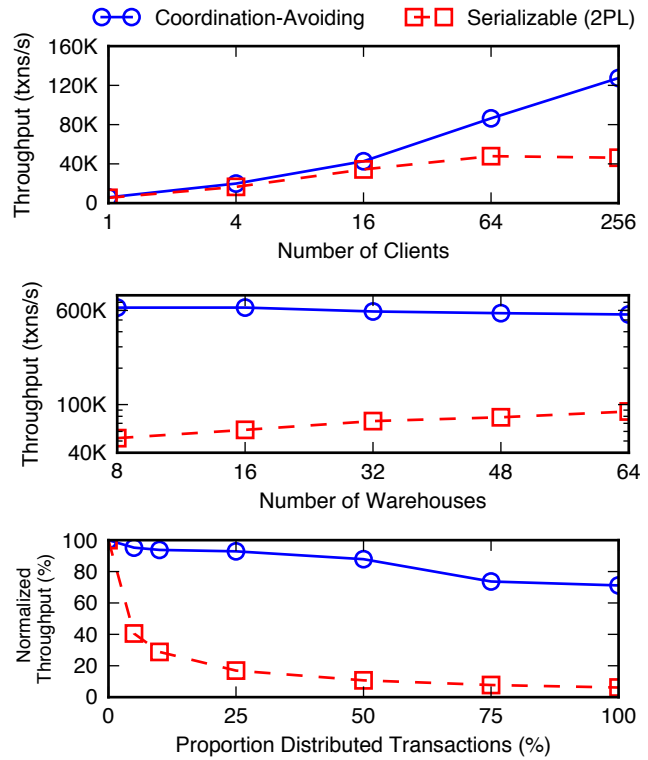 Coordination-Avoiding Serializable (2PL)
160K
120K
80K
40K
0
Throughput (txns/s)
1 4 16 64 256
Number of Clients
600K
100K
40K
Throughput (txns/s)
8 16 32 48 64
Number of Warehouses
100
80
60
40
20
0
Normalized
Throughput (%)
0 25 50 75 100
Proportion Distributed Transactions (%)